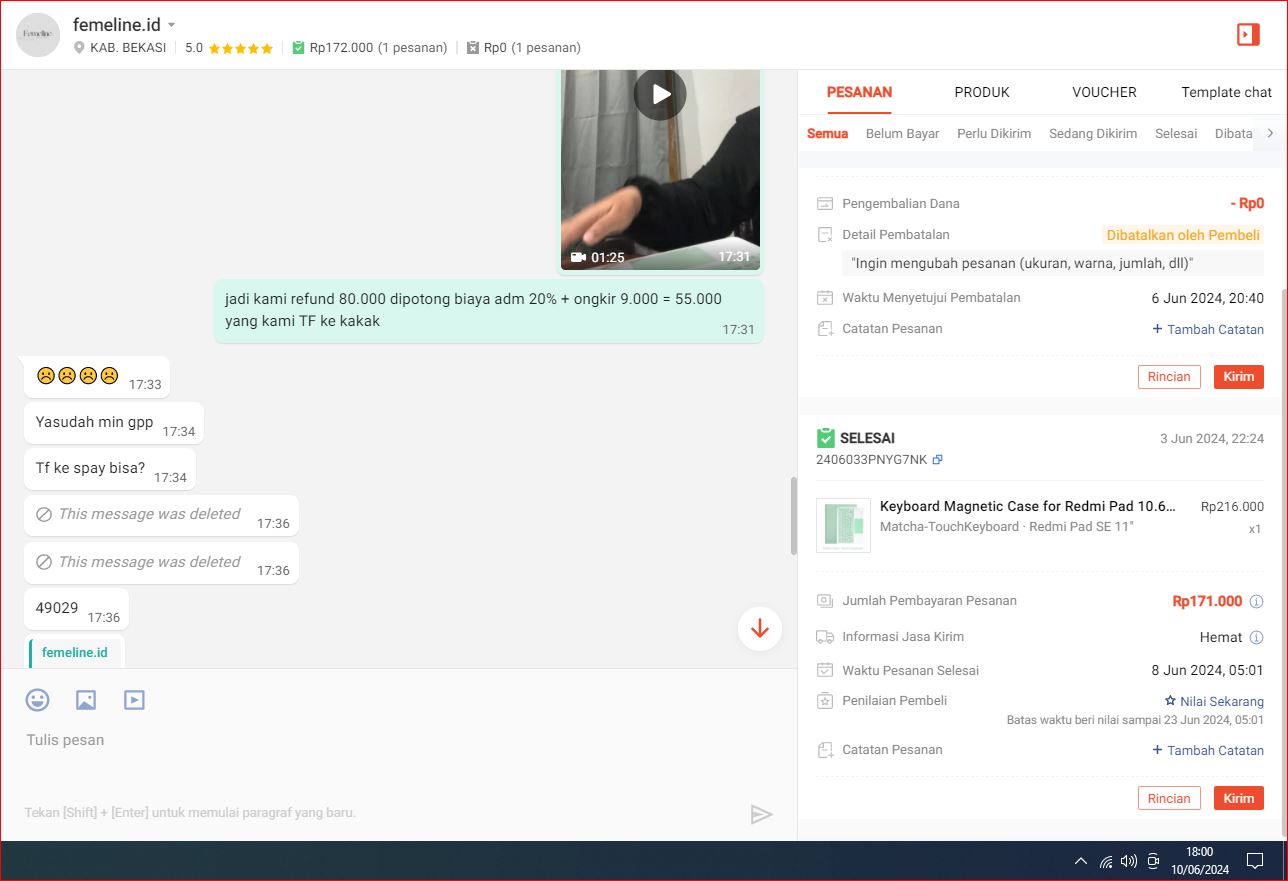 Femeline
femeline.id
KAB. BEKASI 5.0 Rp172.000 (1 pesanan) Rp0 (1 pesanan)
01:25 17:31
jadi kami refund 80.000 dipotong biaya adm 20% + ongkir 9.000 = 55.000
yang kami TF ke kakak
17:31
☹️☹️☹️☹️ 17:33
Yasudah min gpp 17:34
Tf ke spay bisa? 17:34
This message was deleted 17:36
This message was deleted 17:36
49029 17:36
femeline.id
Tulis pesan
Tekan [Shift] + [Enter] untuk memulai paragraf yang baru.
PESANAN PRODUK VOUCHER Template chat
Semua Belum Bayar Perlu Dikirim Sedang Dikirim Selesai Dibata
Pengembalian Dana - Rp0
Detail Pembatalan Dibatalkan oleh Pembeli
"Ingin mengubah pesanan (ukuran, warna, jumlah, dll)"
Waktu Menyetujui Pembatalan 6 Jun 2024, 20:40
Catatan Pesanan + Tambah Catatan
Rincian Kirim
SELESAI 3 Jun 2024, 22:24
2406033PNYG7NK
Keyboard Magnetic Case for Redmi Pad 10.6... Rp216.000
Matcha-TouchKeyboard · Redmi Pad SE 11" x1
Jumlah Pembayaran Pesanan Rp171.000
Informasi Jasa Kirim Hemat
Waktu Pesanan Selesai 8 Jun 2024, 05:01
Penilaian Pembeli Nilai Sekarang
Batas waktu beri nilai sampai 23 Jun 2024, 05:01
Catatan Pesanan + Tambah Catatan
Rincian Kirim
18:00
10/06/2024